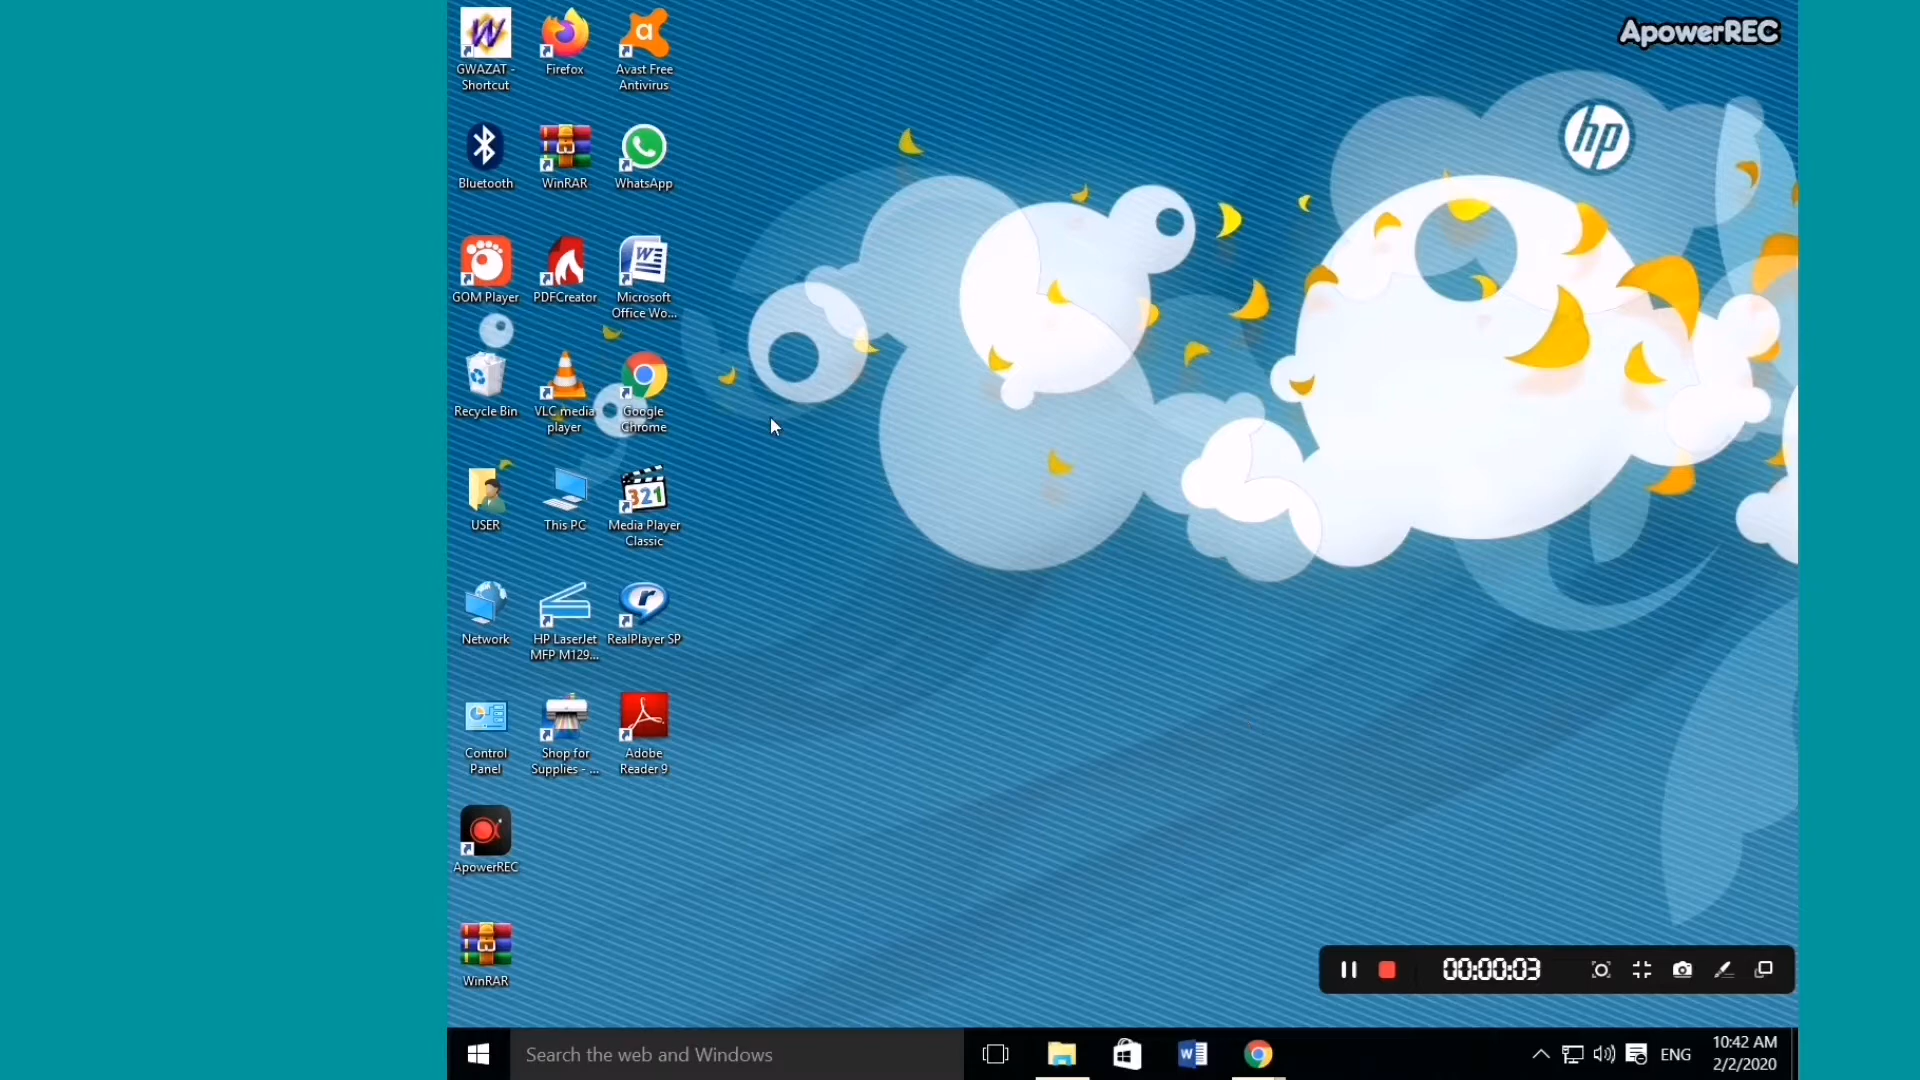 ApowerREC
hp
GWAZAT -
Shortcut
Firefox
Avast Free
Antivirus
Bluetooth
WinRAR
WhatsApp
GOM Player
PDFCreator
Microsoft
Office Wo...
Recycle Bin
VLC media
player
Google
Chrome
USER
This PC
321
Media Player
Classic
Network
HP LaserJet
MFP M129...
RealPlayer SP
Control
Panel
Shop for
Supplies - ...
Adobe
Reader 9
ApowerREC
WinRAR
00:00:03
Search the web and Windows
ENG
10:42 AM
2/2/2020